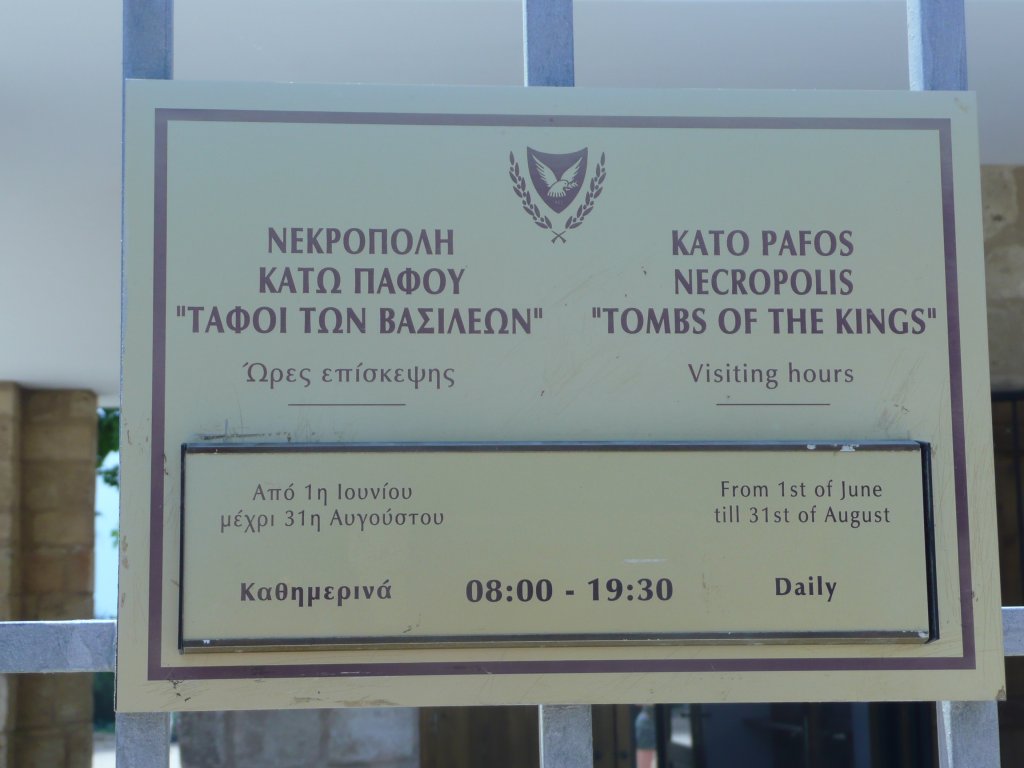 ΝΕΚΡΟΠΟΛΗ
ΚΑΤΩ ΠΑΦΟΥ
"ΤΑΦΟΙ ΤΩΝ ΒΑΣΙΛΕΩΝ"
Ώρες επίσκεψης
KATO PAFOS
NECROPOLIS
"TOMBS OF THE KINGS"
Visiting hours
Από 1η Ιουνίου
μέχρι 31η Αυγούστου
From 1st of June
till 31st of August
Καθημερινά 08:00 - 19:30 Daily